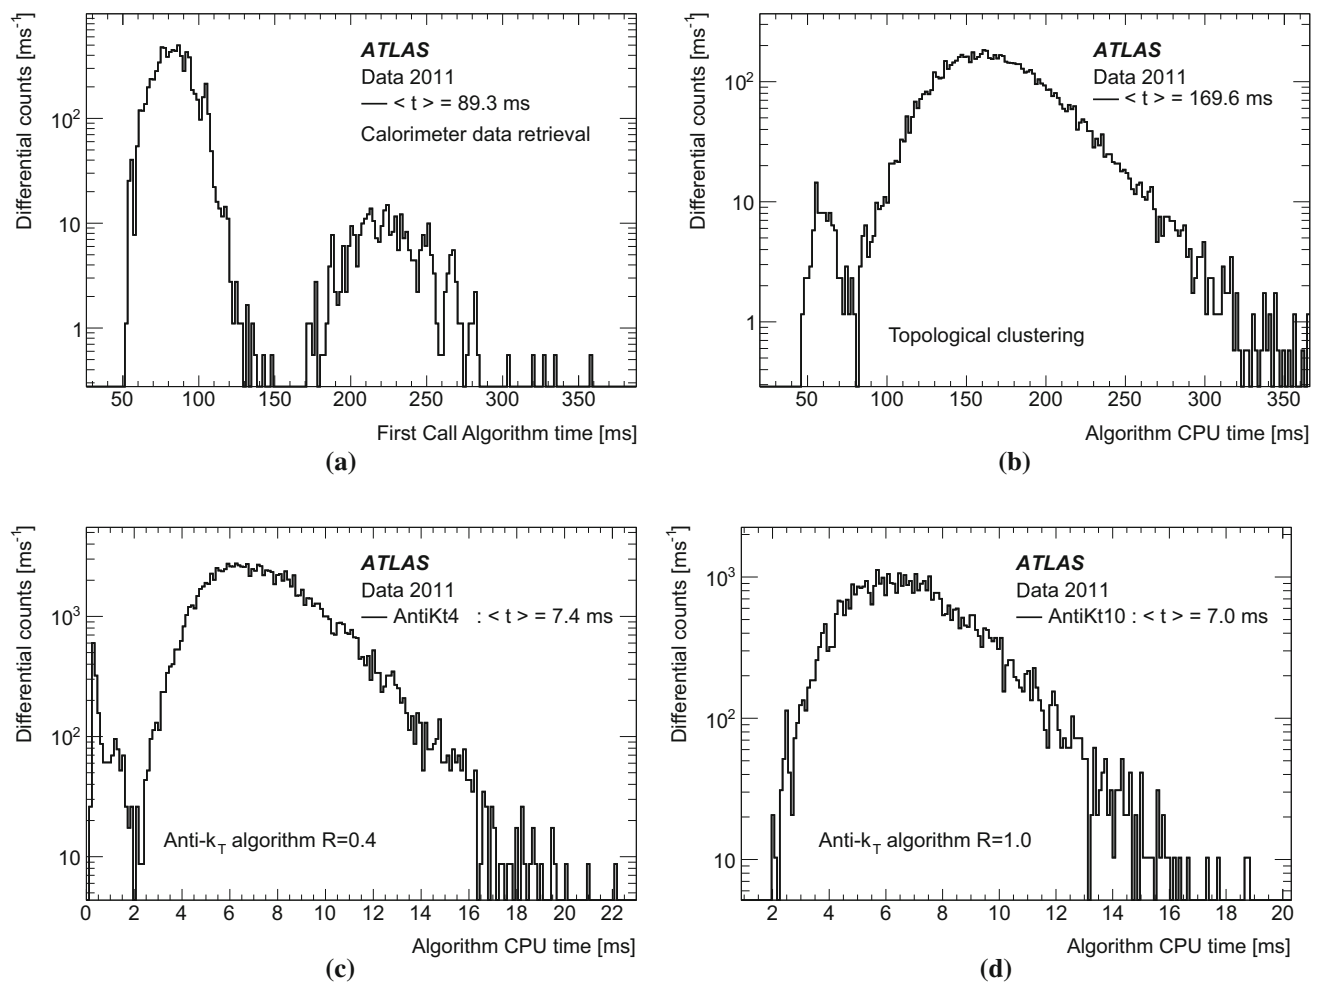 Differential counts [ms⁻¹]
10²
10
1
ATLAS
Data 2011
< t > = 89.3 ms
Calorimeter data retrieval
50 100 150 200 250 300 350
First Call Algorithm time [ms]
(a)
Differential counts [ms⁻¹]
10²
10
1
ATLAS
Data 2011
< t > = 169.6 ms
Topological clustering
50 100 150 200 250 300 350
Algorithm CPU time [ms]
(b)
Differential counts [ms⁻¹]
10³
10²
10
ATLAS
Data 2011
AntiKt4 : < t > = 7.4 ms
Anti-k_T algorithm R=0.4
0 2 4 6 8 10 12 14 16 18 20 22
Algorithm CPU time [ms]
(c)
Differential counts [ms⁻¹]
10³
10²
10
ATLAS
Data 2011
AntiKt10 : < t > = 7.0 ms
Anti-k_T algorithm R=1.0
2 4 6 8 10 12 14 16 18 20
Algorithm CPU time [ms]
(d)